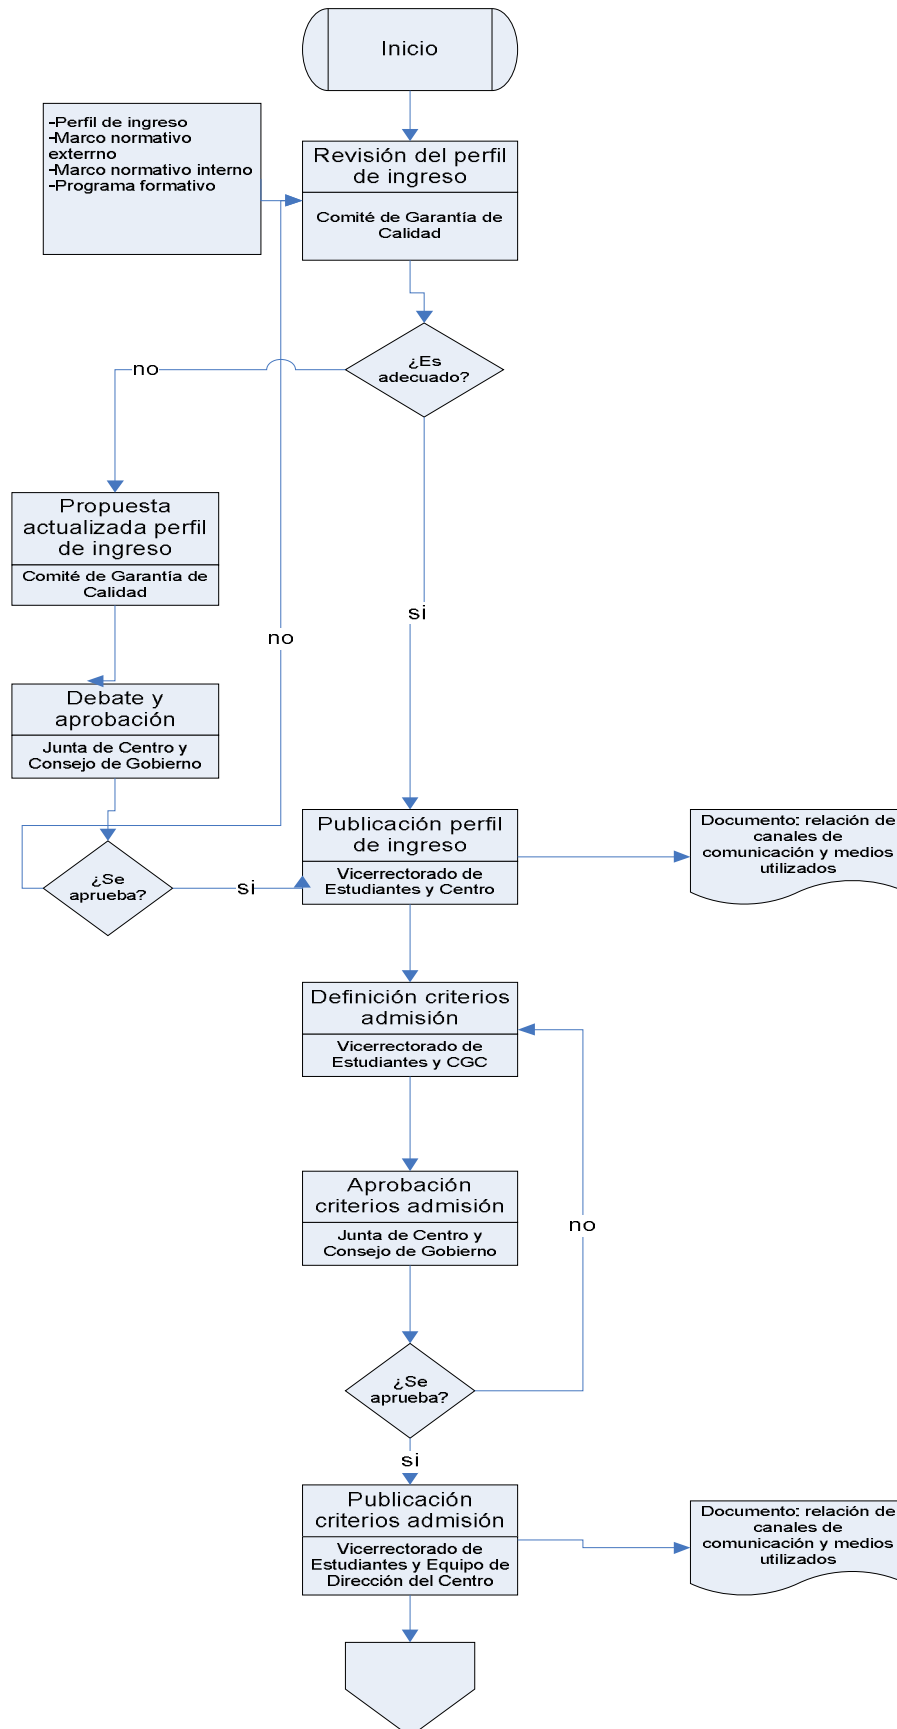 Inicio
-Perfil de ingreso
-Marco normativo
exterrno
-Marco normativo interno
-Programa formativo
Revisión del perfil
de ingreso
Comité de Garantía de
Calidad
¿Es
adecuado?
no
Propuesta
actualizada perfil
de ingreso
Comité de Garantía de
Calidad
si
no
Debate y
aprobación
Junta de Centro y
Consejo de Gobierno
¿Se
aprueba?
si
Publicación perfil
de ingreso
Vicerrectorado de
Estudiantes y Centro
Documento: relación de
canales de
comunicación y medios
utilizados
Definición criterios
admisión
Vicerrectorado de
Estudiantes y CGC
Aprobación
criterios admisión
Junta de Centro y
Consejo de Gobierno
no
¿Se
aprueba?
si
Publicación
criterios admisión
Vicerrectorado de
Estudiantes y Equipo de
Dirección del Centro
Documento: relación de
canales de
comunicación y medios
utilizados